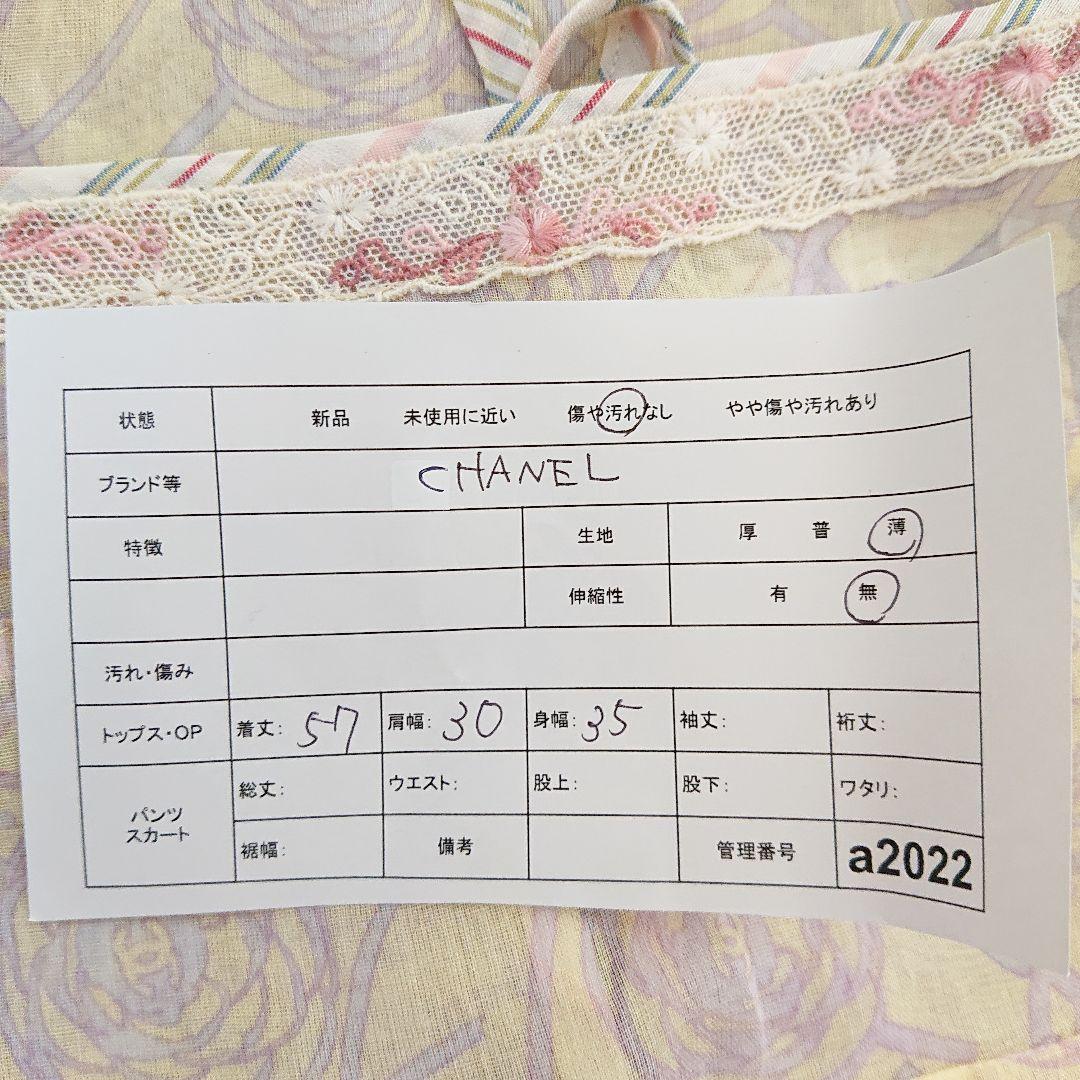 状態 新品 未使用に近い 傷や汚れなし やや傷や汚れあり
ブランド等 CHANEL
特徴 生地 厚 普 薄
伸縮性 有 無
汚れ・傷み
トップス・OP 着丈: 57 肩幅: 30 身幅: 35 袖丈: 裄丈:
パンツ スカート 総丈: ウエスト: 股上: 股下: ワタリ:
裾幅: 備考 管理番号 a2022